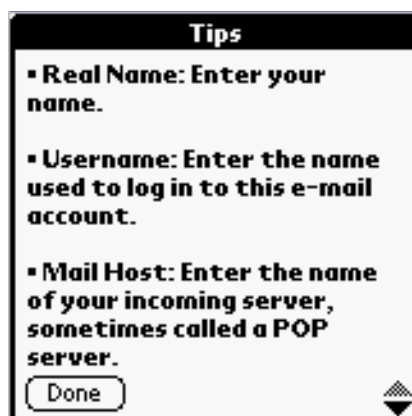 Tips
▪ Real Name: Enter your
name.
▪ Username: Enter the name
used to log in to this e-mail
account.
▪ Mail Host: Enter the name
of your incoming server,
sometimes called a POP
server.
Done